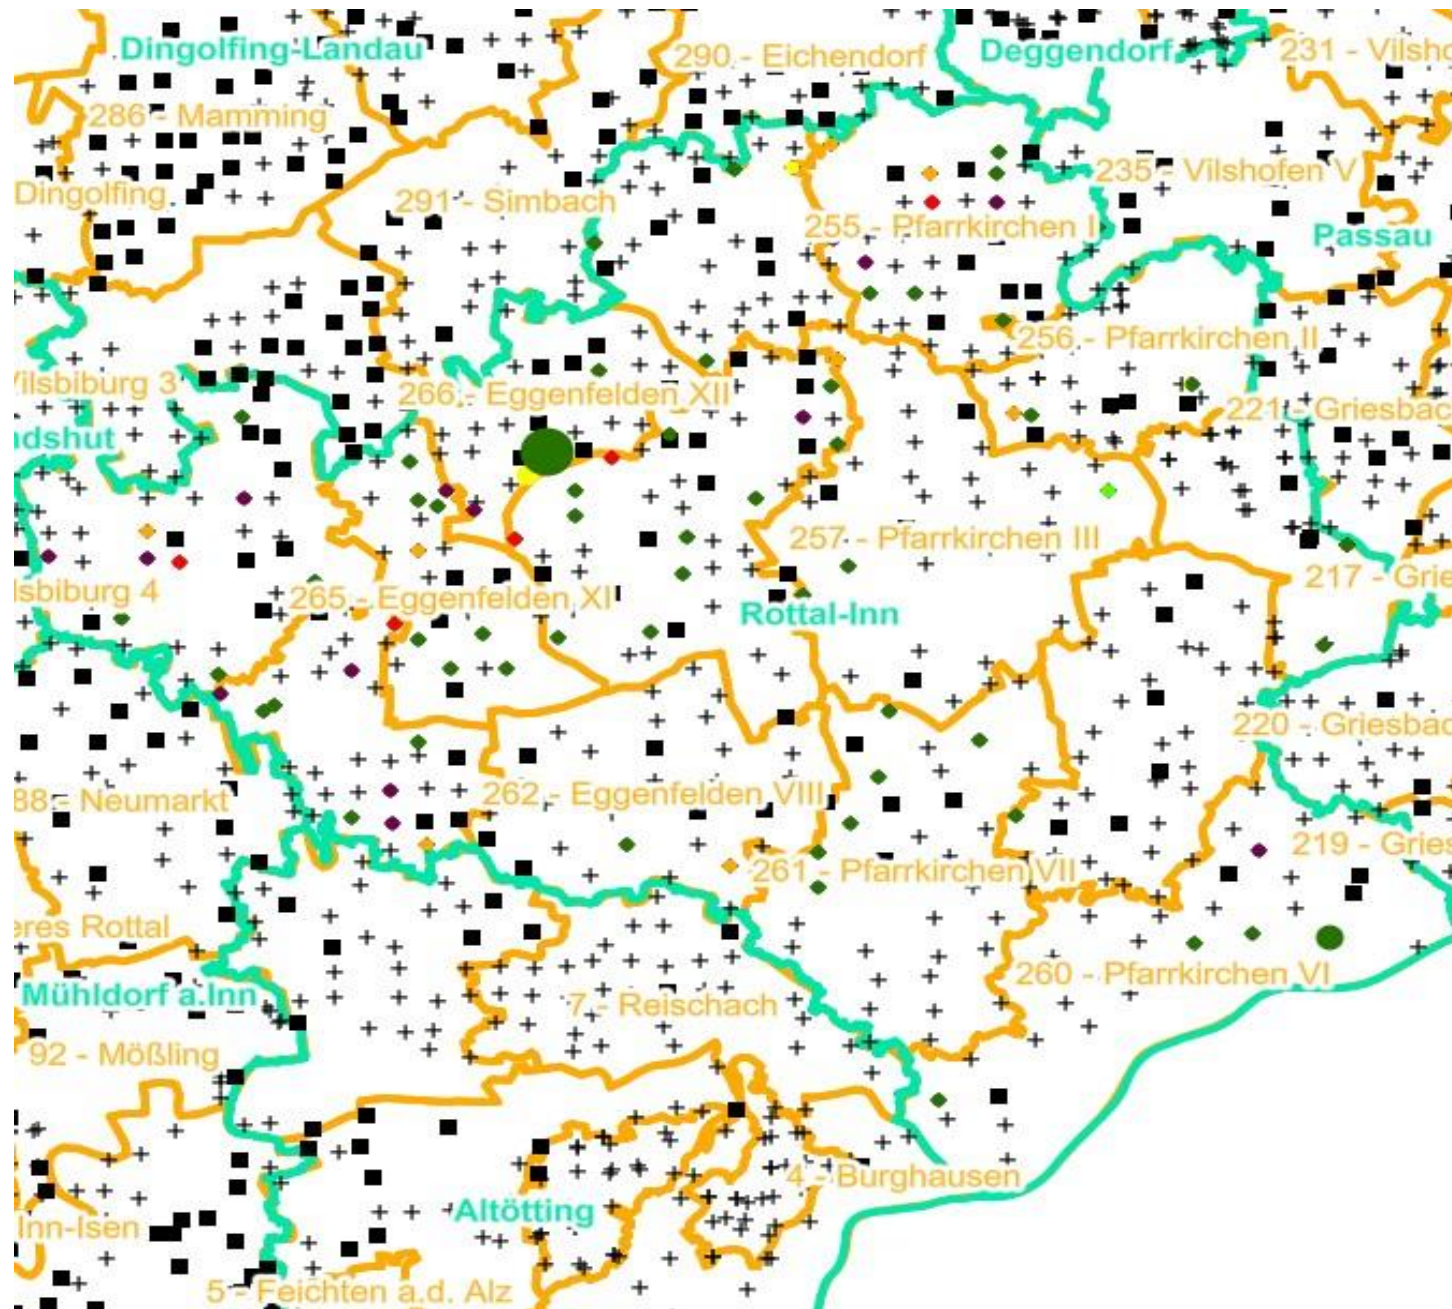 Dingolfing-Landau
290 - Eichendorf
Deggendorf
231 - Vilsho
286 - Mamming
Dingolfing
291 - Simbach
235 - Vilshofen V
255 - Pfarrkirchen I
Passau
256 - Pfarrkirchen II
Vilsbiburg 3
266 - Eggenfelden XII
221 - Griesbac
dshut
257 - Pfarrkirchen III
lsbiburg 4
265 - Eggenfelden XI
217 - Grie
Rottal-Inn
220 - Griesbac
88 - Neumarkt
262 - Eggenfelden VIII
219 - Gries
261 - Pfarrkirchen VII
eres Rottal
260 - Pfarrkirchen VI
Mühldorf a.Inn
7 - Reischach
92 - Mößling
4 - Burghausen
Altötting
Inn-Isen
5 - Feichten a.d. Alz